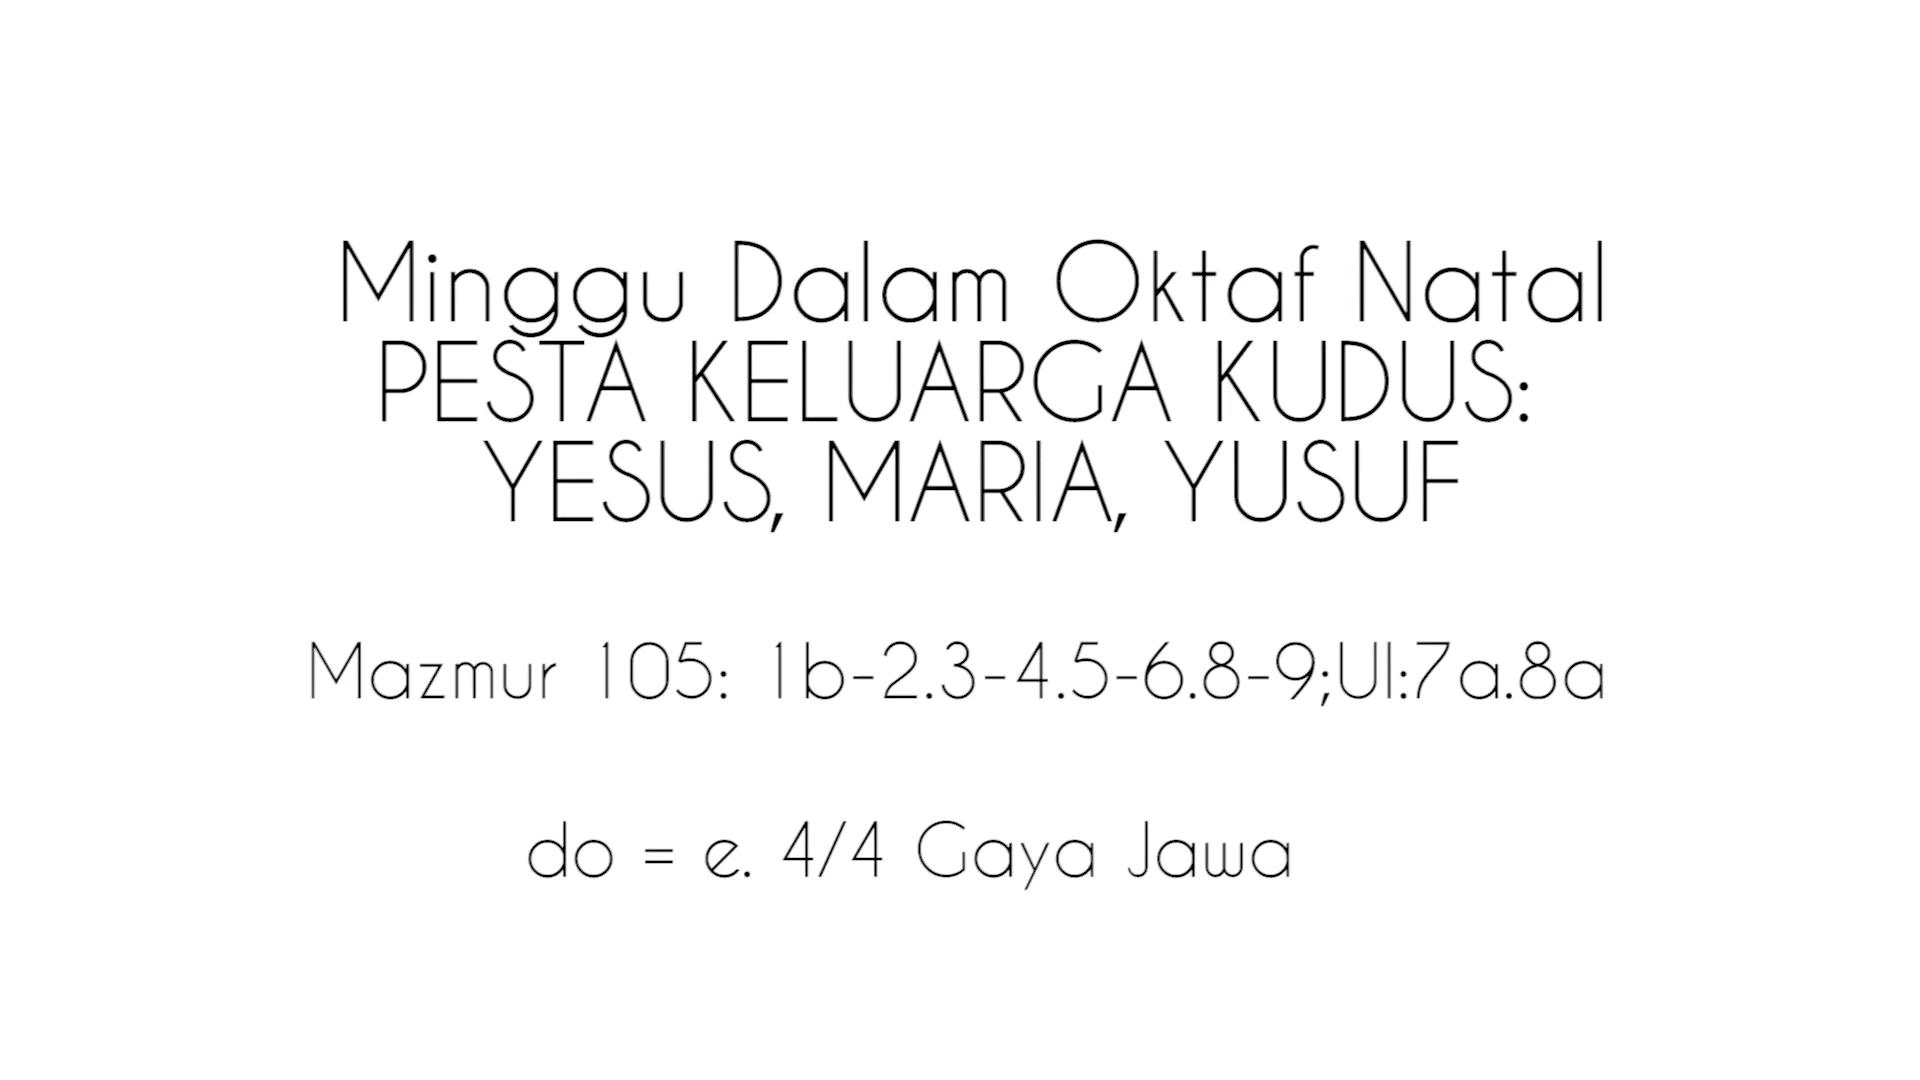 Minggu Dalam Oktaf Natal
PESTA KELUARGA KUDUS:
YESUS, MARIA, YUSUF
Mazmur 105: 1b-2.3-4.5-6.8-9;Ul:7a.8a
do = e. 4/4 Gaya Jawa